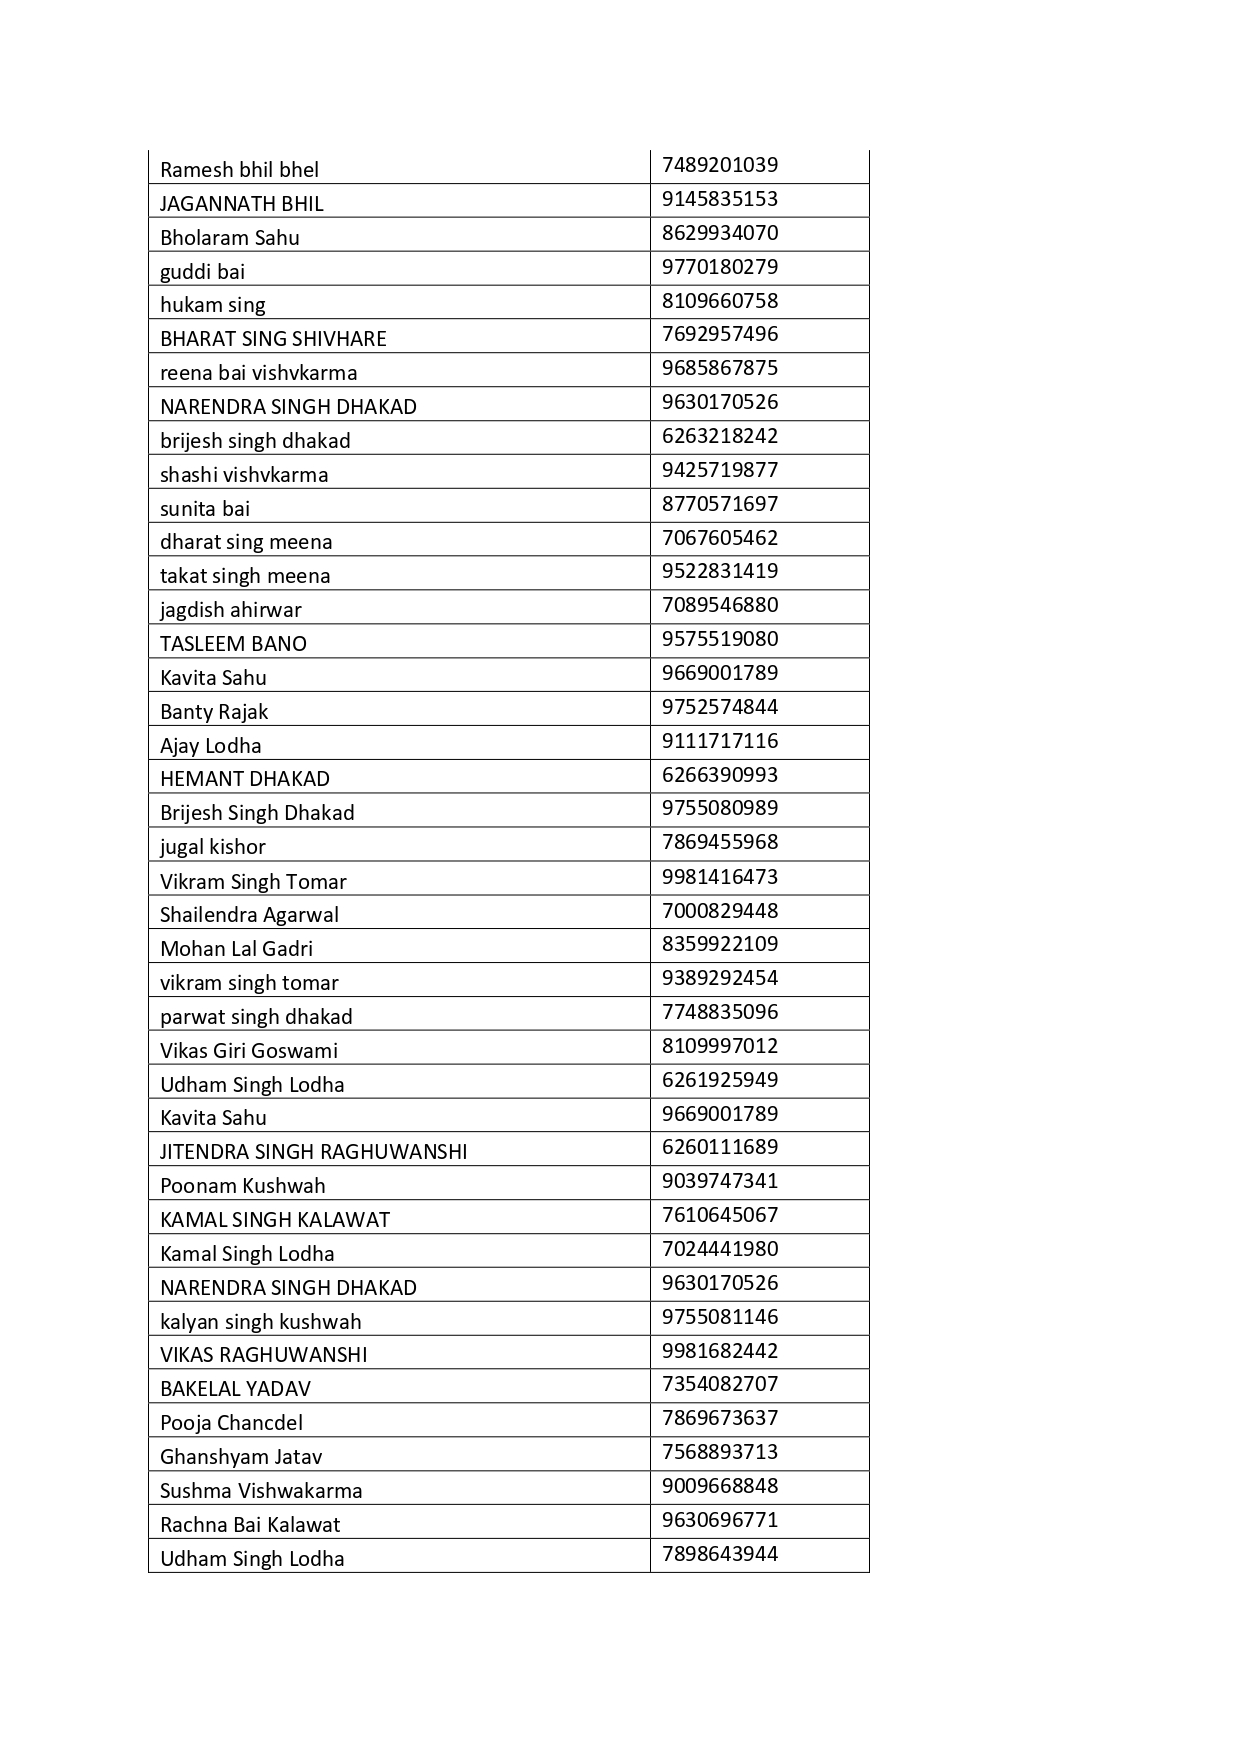 Ramesh bhil bhel 7489201039
JAGANNATH BHIL 9145835153
Bholaram Sahu 8629934070
guddi bai 9770180279
hukam sing 8109660758
BHARAT SING SHIVHARE 7692957496
reena bai vishvkarma 9685867875
NARENDRA SINGH DHAKAD 9630170526
brijesh singh dhakad 6263218242
shashi vishvkarma 9425719877
sunita bai 8770571697
dharat sing meena 7067605462
takat singh meena 9522831419
jagdish ahirwar 7089546880
TASLEEM BANO 9575519080
Kavita Sahu 9669001789
Banty Rajak 9752574844
Ajay Lodha 9111717116
HEMANT DHAKAD 6266390993
Brijesh Singh Dhakad 9755080989
jugal kishor 7869455968
Vikram Singh Tomar 9981416473
Shailendra Agarwal 7000829448
Mohan Lal Gadri 8359922109
vikram singh tomar 9389292454
parwat singh dhakad 7748835096
Vikas Giri Goswami 8109997012
Udham Singh Lodha 6261925949
Kavita Sahu 9669001789
JITENDRA SINGH RAGHUWANSHI 6260111689
Poonam Kushwah 9039747341
KAMAL SINGH KALAWAT 7610645067
Kamal Singh Lodha 7024441980
NARENDRA SINGH DHAKAD 9630170526
kalyan singh kushwah 9755081146
VIKAS RAGHUWANSHI 9981682442
BAKELAL YADAV 7354082707
Pooja Chancdel 7869673637
Ghanshyam Jatav 7568893713
Sushma Vishwakarma 9009668848
Rachna Bai Kalawat 9630696771
Udham Singh Lodha 7898643944